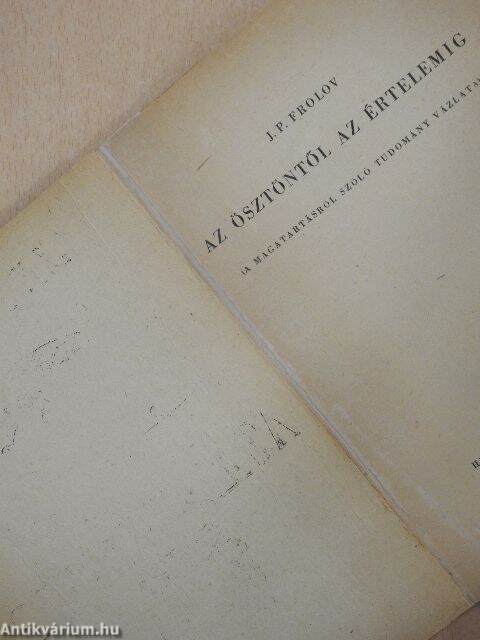 J. P. FROLOV
AZ ÖSZTÖNTŐL AZ ÉRTELEMIG
(A MAGATARTÁSRÓL SZÓLÓ TUDOMÁNY VÁZLATA)
Antikvárium.hu